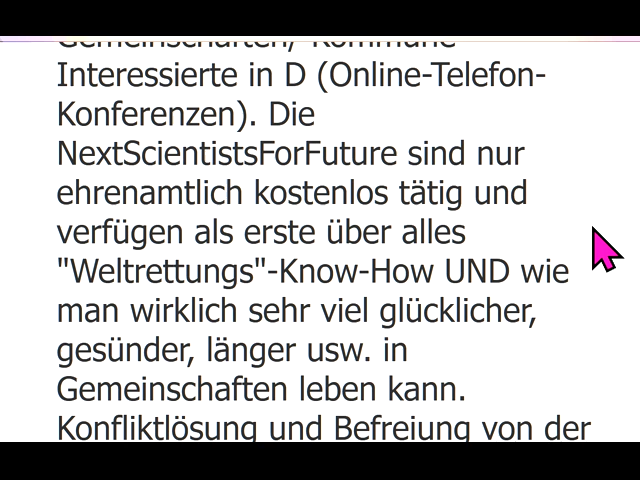 Gemeinschaften/ Kommune
Interessierte in D (Online-Telefon-
Konferenzen). Die
NextScientistsForFuture sind nur
ehrenamtlich kostenlos tätig und
verfügen als erste über alles
"Weltrettungs"-Know-How UND wie
man wirklich sehr viel glücklicher,
gesünder, länger usw. in
Gemeinschaften leben kann.
Konfliktlösung und Befreiung von der